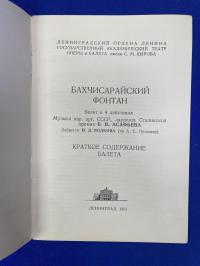 ЛЕНИНГРАДСКИЙ ОРДЕНА ЛЕНИНА
ГОСУДАРСТВЕННЫЙ АКАДЕМИЧЕСКИЙ ТЕАТР
ОПЕРЫ и БАЛЕТА имени С. М. КИРОВА
БАХЧИСАРАЙСКИЙ
ФОНТАН
Балет в 4 действиях
Музыка нар. арт. СССР, лауреата Сталинской
премии Б. В. АСАФЬЕВА
Либретто Н. Д. ВОЛКОВА (по А. С. Пушкину)
КРАТКОЕ СОДЕРЖАНИЕ
БАЛЕТА
ЛЕНИНГРАД